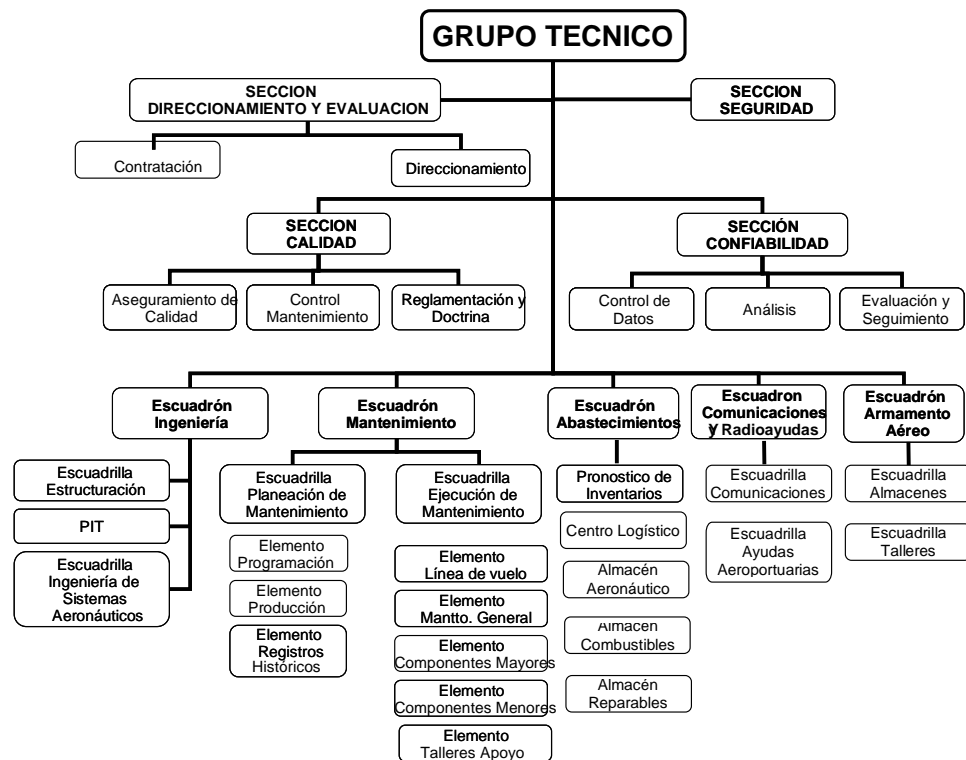 GRUPO TECNICO
SECCION
DIRECCIONAMIENTO Y EVALUACION
SECCION
SEGURIDAD
Contratación
Direccionamiento
SECCION
CALIDAD
SECCIÓN
CONFIABILIDAD
Aseguramiento de
Calidad
Control
Mantenimiento
Reglamentación y
Doctrina
Control de
Datos
Análisis
Evaluación y
Seguimiento
Escuadrón
Ingeniería
Escuadrón
Mantenimiento
Escuadrón
Abastecimientos
Escuadron
Comunicaciones
y Radioayudas
Escuadrón
Armamento
Aéreo
Escuadrilla
Estructuración
PIT
Escuadrilla
Ingeniería de
Sistemas
Aeronáuticos
Escuadrilla
Planeación de
Mantenimiento
Elemento
Programación
Elemento
Producción
Elemento
Registros
Históricos
Escuadrilla
Ejecución de
Mantenimiento
Elemento
Línea de vuelo
Elemento
Mantto. General
Elemento
Componentes Mayores
Elemento
Componentes Menores
Elemento
Talleres Apoyo
Pronostico de
Inventarios
Centro Logístico
Almacén
Aeronáutico
Almacén
Combustibles
Almacén
Reparables
Escuadrilla
Comunicaciones
Escuadrilla
Ayudas
Aeroportuarias
Escuadrilla
Almacenes
Escuadrilla
Talleres